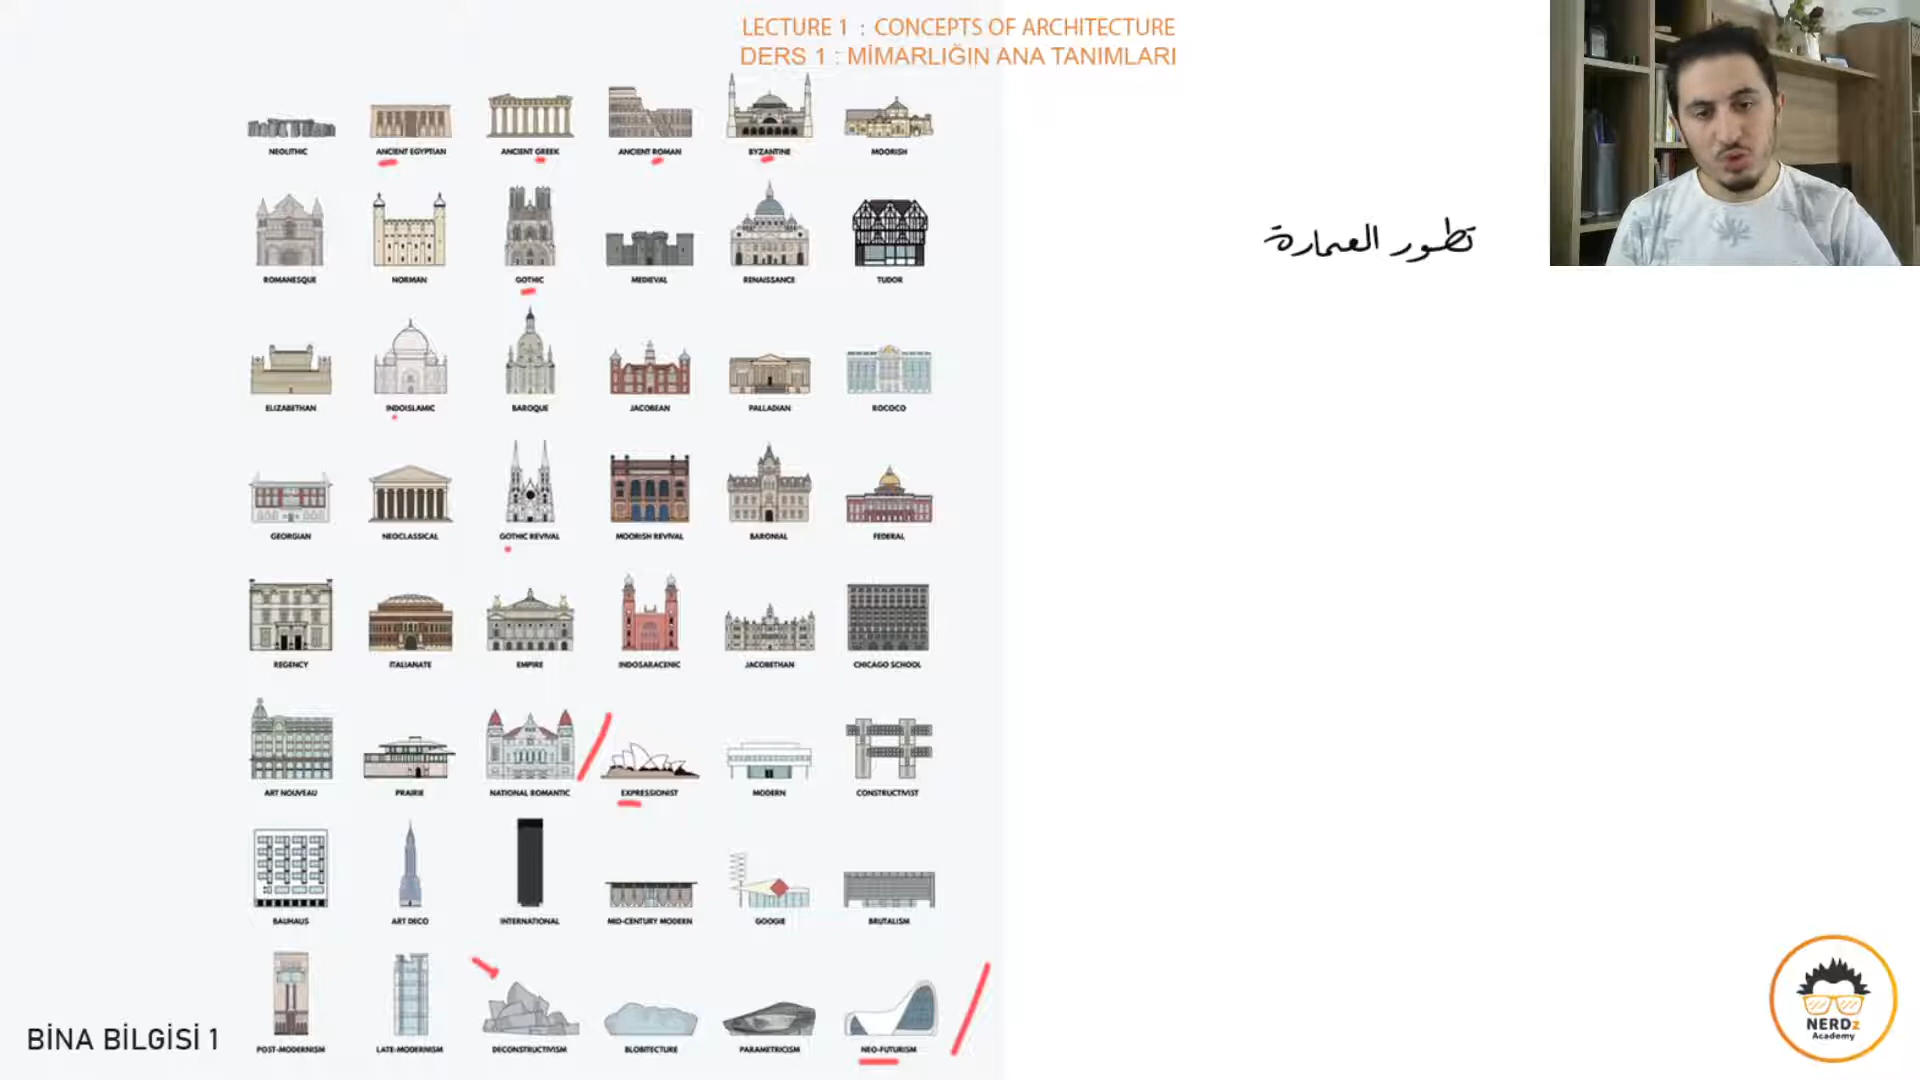 LECTURE 1 : CONCEPTS OF ARCHITECTURE
DERS 1 : MİMARLIĞIN ANA TANIMLARI
NEOLITHIC ANCIENT EGYPTIAN ANCIENT GREEK ANCIENT ROMAN BYZANTINE MOORISH
ROMANESQUE NORMAN GOTHIC MEDIEVAL RENAISSANCE TUDOR
ELIZABETHAN INDOISLAMIC BAROQUE JACOBEAN PALLADIAN ROCOCO
GEORGIAN NEOCLASSICAL GOTHIC REVIVAL MOORISH REVIVAL BARONIAL FEDERAL
REGENCY ITALIANATE EMPIRE INDOSARACENIC JACOBETHAN CHICAGO SCHOOL
ART NOUVEAU PRAIRIE NATIONAL ROMANTIC EXPRESSIONIST MODERN CONSTRUCTIVIST
BAUHAUS ART DECO INTERNATIONAL MID-CENTURY MODERN GOOGIE BRUTALISM
POST-MODERNISM LATE-MODERNISM DECONSTRUCTIVISM BLOBITECTURE PARAMETRICISM NEO-FUTURISM
تطور العمارة
BİNA BİLGİSİ 1
NERDz
Academy